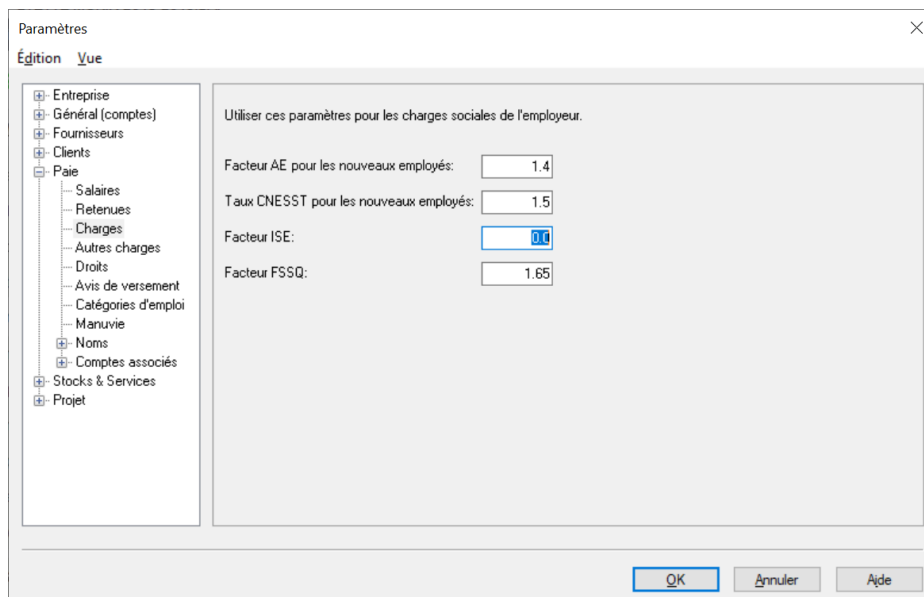 Paramètres
Édition Vue
Entreprise
Général (comptes)
Fournisseurs
Clients
Paie
Salaires
Retenues
Charges
Autres charges
Droits
Avis de versement
Catégories d'emploi
Manuvie
Noms
Comptes associés
Stocks & Services
Projet
Utiliser ces paramètres pour les charges sociales de l'employeur.
Facteur AE pour les nouveaux employés: 1.4
Taux CNESST pour les nouveaux employés: 1.5
Facteur ISE: 0.0
Facteur FSSQ: 1.65
OK Annuler Aide